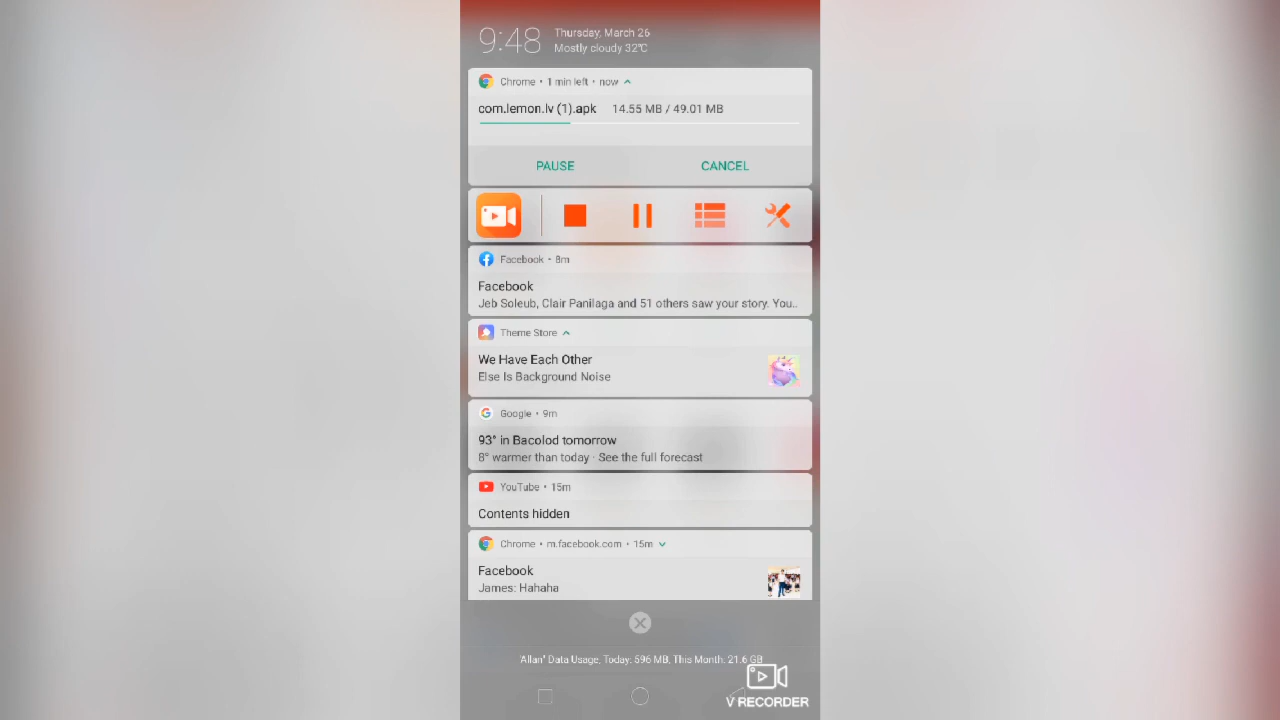 9:48
Thursday, March 26
Mostly cloudy 32℃
Chrome • 1 min left • now
com.lemon.lv (1).apk 14.55 MB / 49.01 MB
PAUSE CANCEL
Facebook • 8m
Facebook
Jeb Soleub, Clair Panilaga and 51 others saw your story. You..
Theme Store
We Have Each Other
Else Is Background Noise
Google • 9m
93° in Bacolod tomorrow
8° warmer than today · See the full forecast
YouTube • 15m
Contents hidden
Chrome • m.facebook.com • 15m
Facebook
James: Hahaha
"Allan" Data Usage, Today: 596 MB, This Month: 21.6 GB
V RECORDER